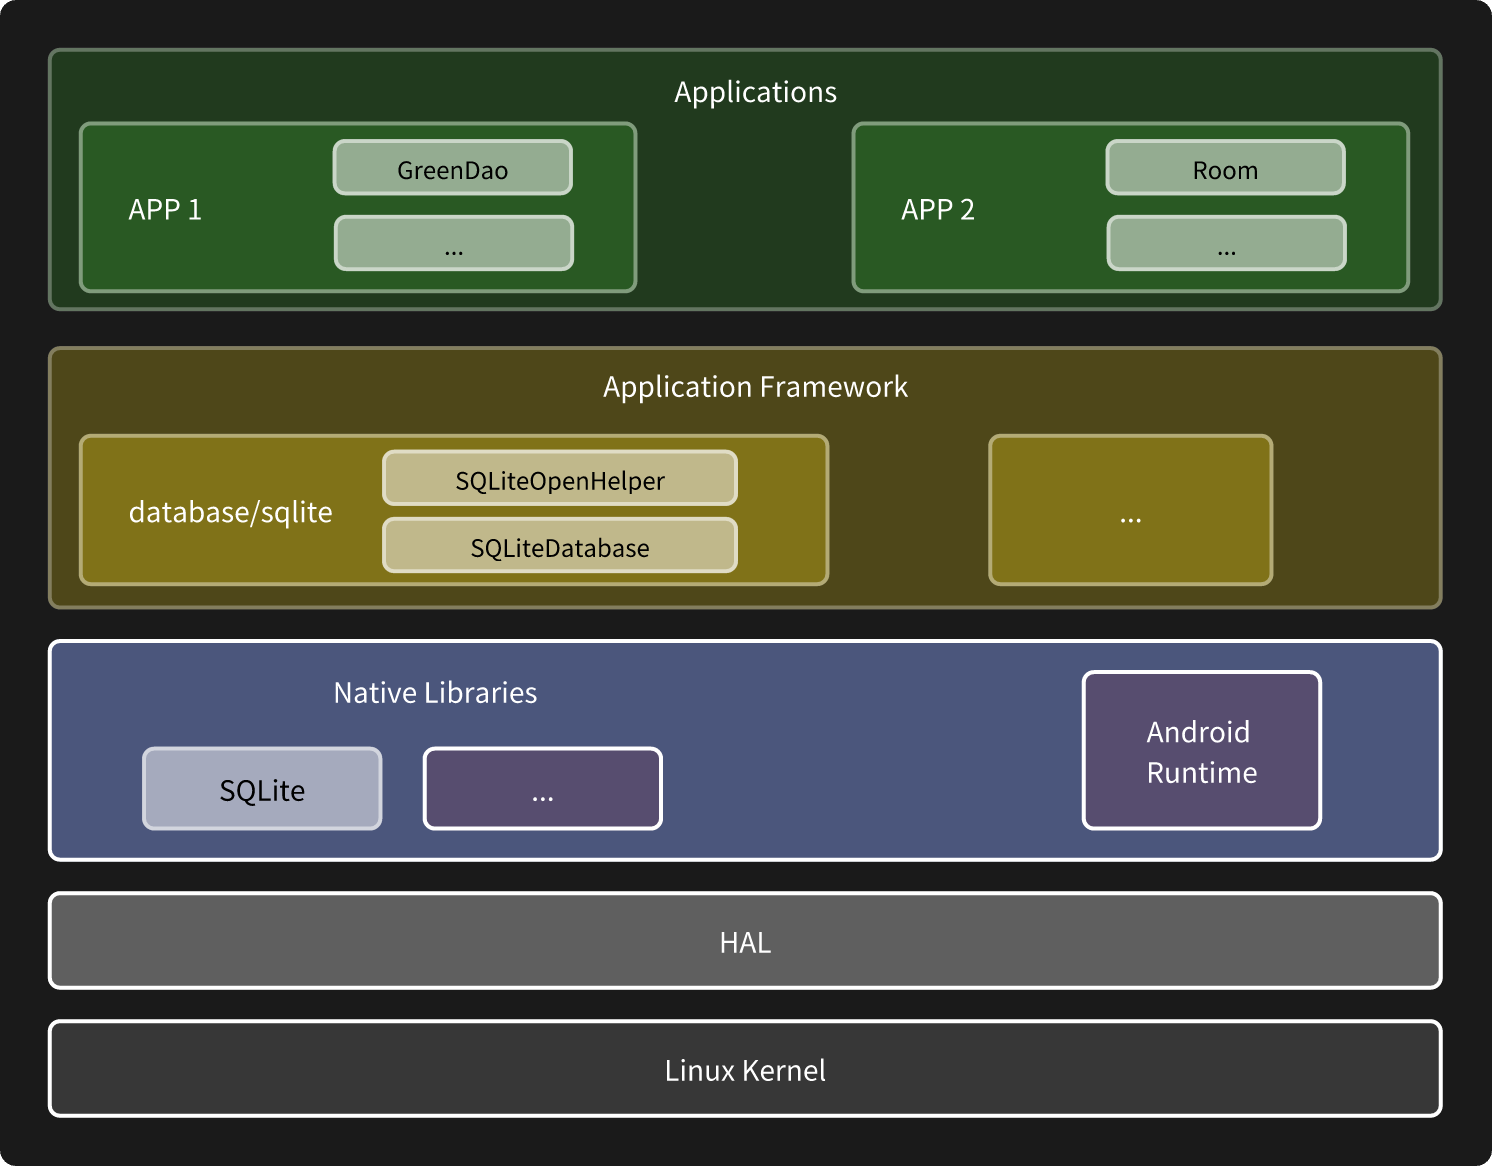 Applications
APP 1
GreenDao
...
APP 2
Room
...
Application Framework
database/sqlite
SQLiteOpenHelper
SQLiteDatabase
...
Native Libraries
SQLite
...
Android
Runtime
HAL
Linux Kernel